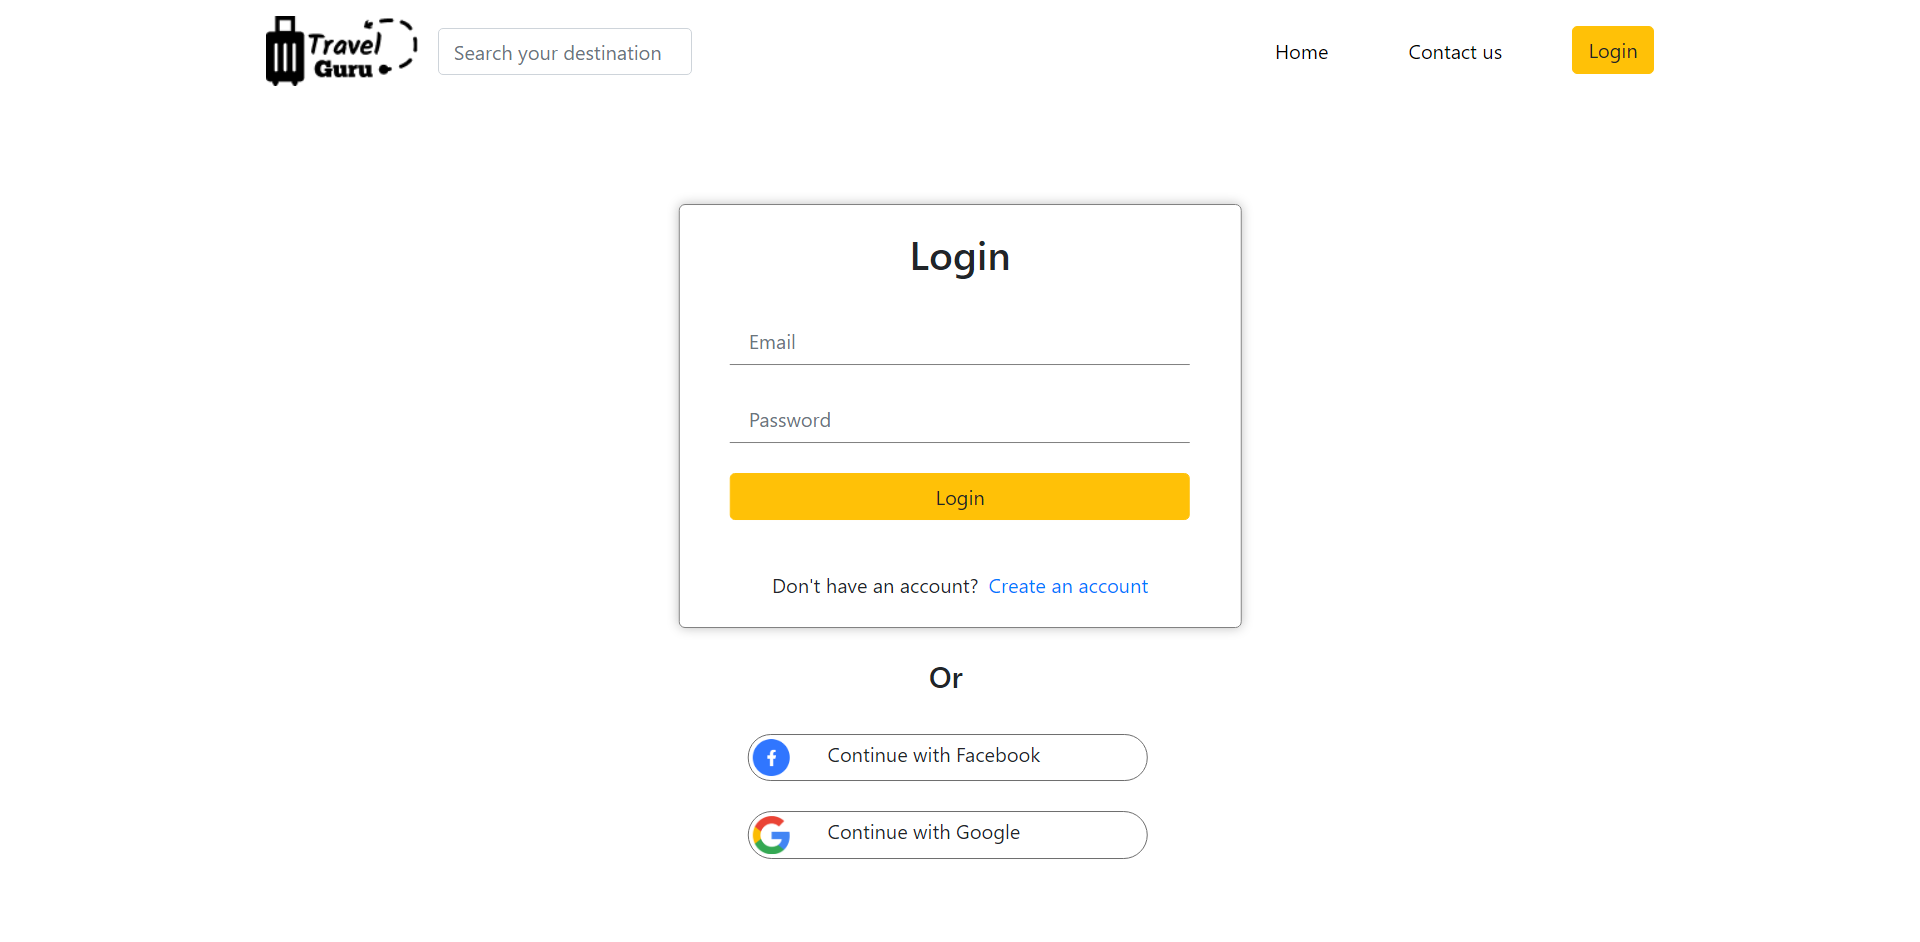 Travel
Guru
Search your destination
Home
Contact us
Login
Login
Email
Password
Login
Don't have an account? Create an account
Or
Continue with Facebook
Continue with Google